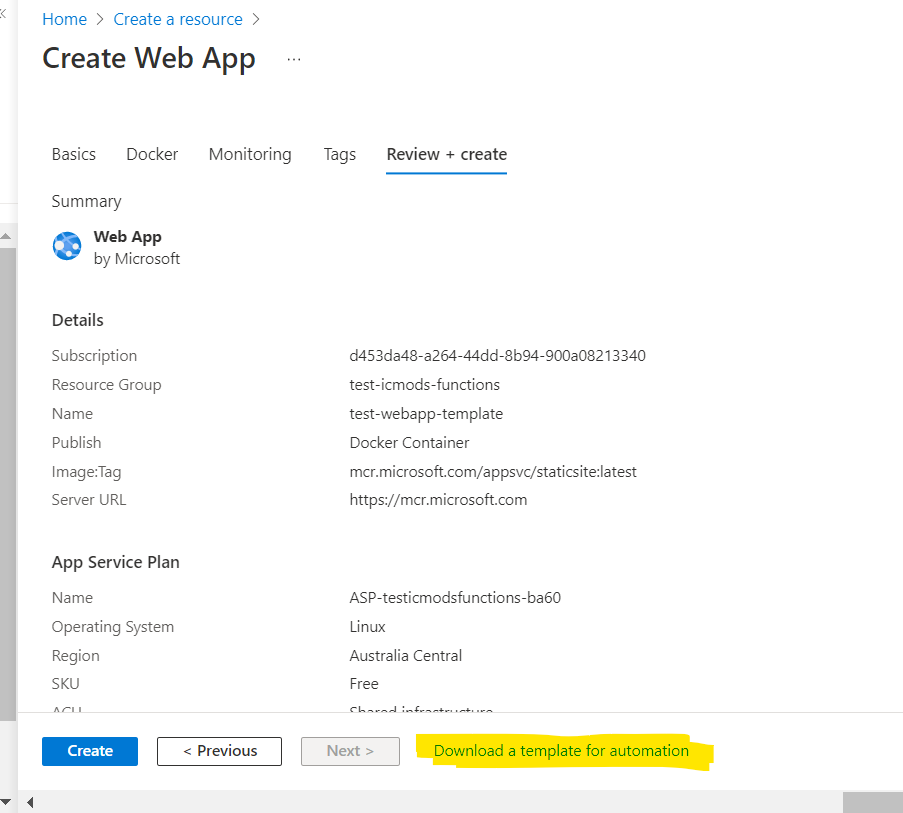 Home > Create a resource >
Create Web App ...
Basics Docker Monitoring Tags Review + create
Summary
Web App
by Microsoft
Details
Subscription d453da48-a264-44dd-8b94-900a08213340
Resource Group test-icmods-functions
Name test-webapp-template
Publish Docker Container
Image:Tag mcr.microsoft.com/appsvc/staticsite:latest
Server URL https://mcr.microsoft.com
App Service Plan
Name ASP-testicmodsfunctions-ba60
Operating System Linux
Region Australia Central
SKU Free
ACU Shared infrastructure
Create < Previous Next > Download a template for automation